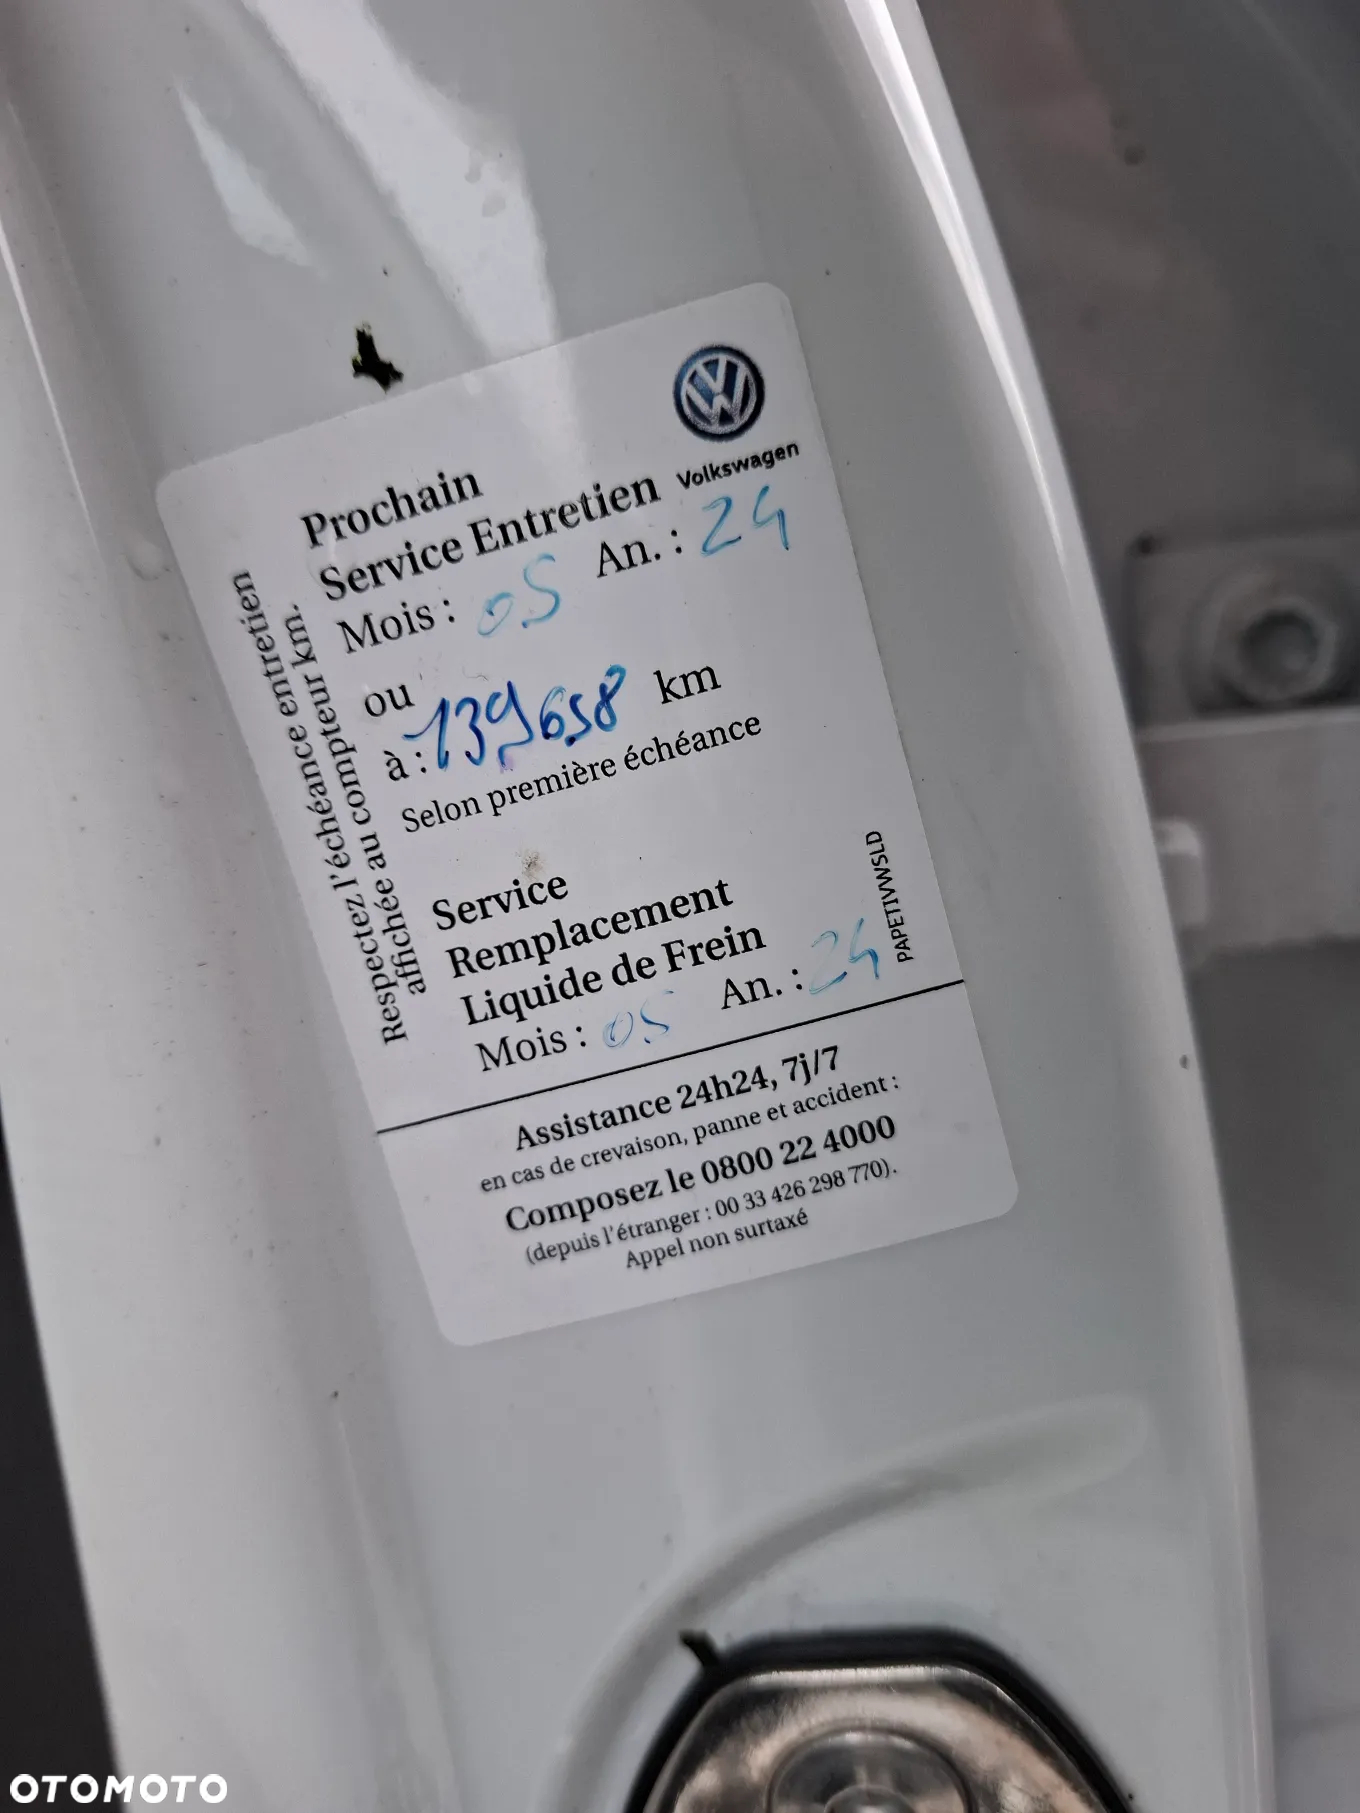 Volkswagen
Prochain
Service Entretien
Mois : 05 An. : 24
ou
à : 139658 km
Selon première échéance
Respectez l'échéance entretien
affichée au compteur km.
Service
Remplacement
Liquide de Frein
Mois : 05 An. : 24
PAPETIVWSLD
Assistance 24h24, 7j/7
en cas de crevaison, panne et accident :
Composez le 0800 22 4000
(depuis l'étranger : 00 33 426 298 770).
Appel non surtaxé
OTOMOTO